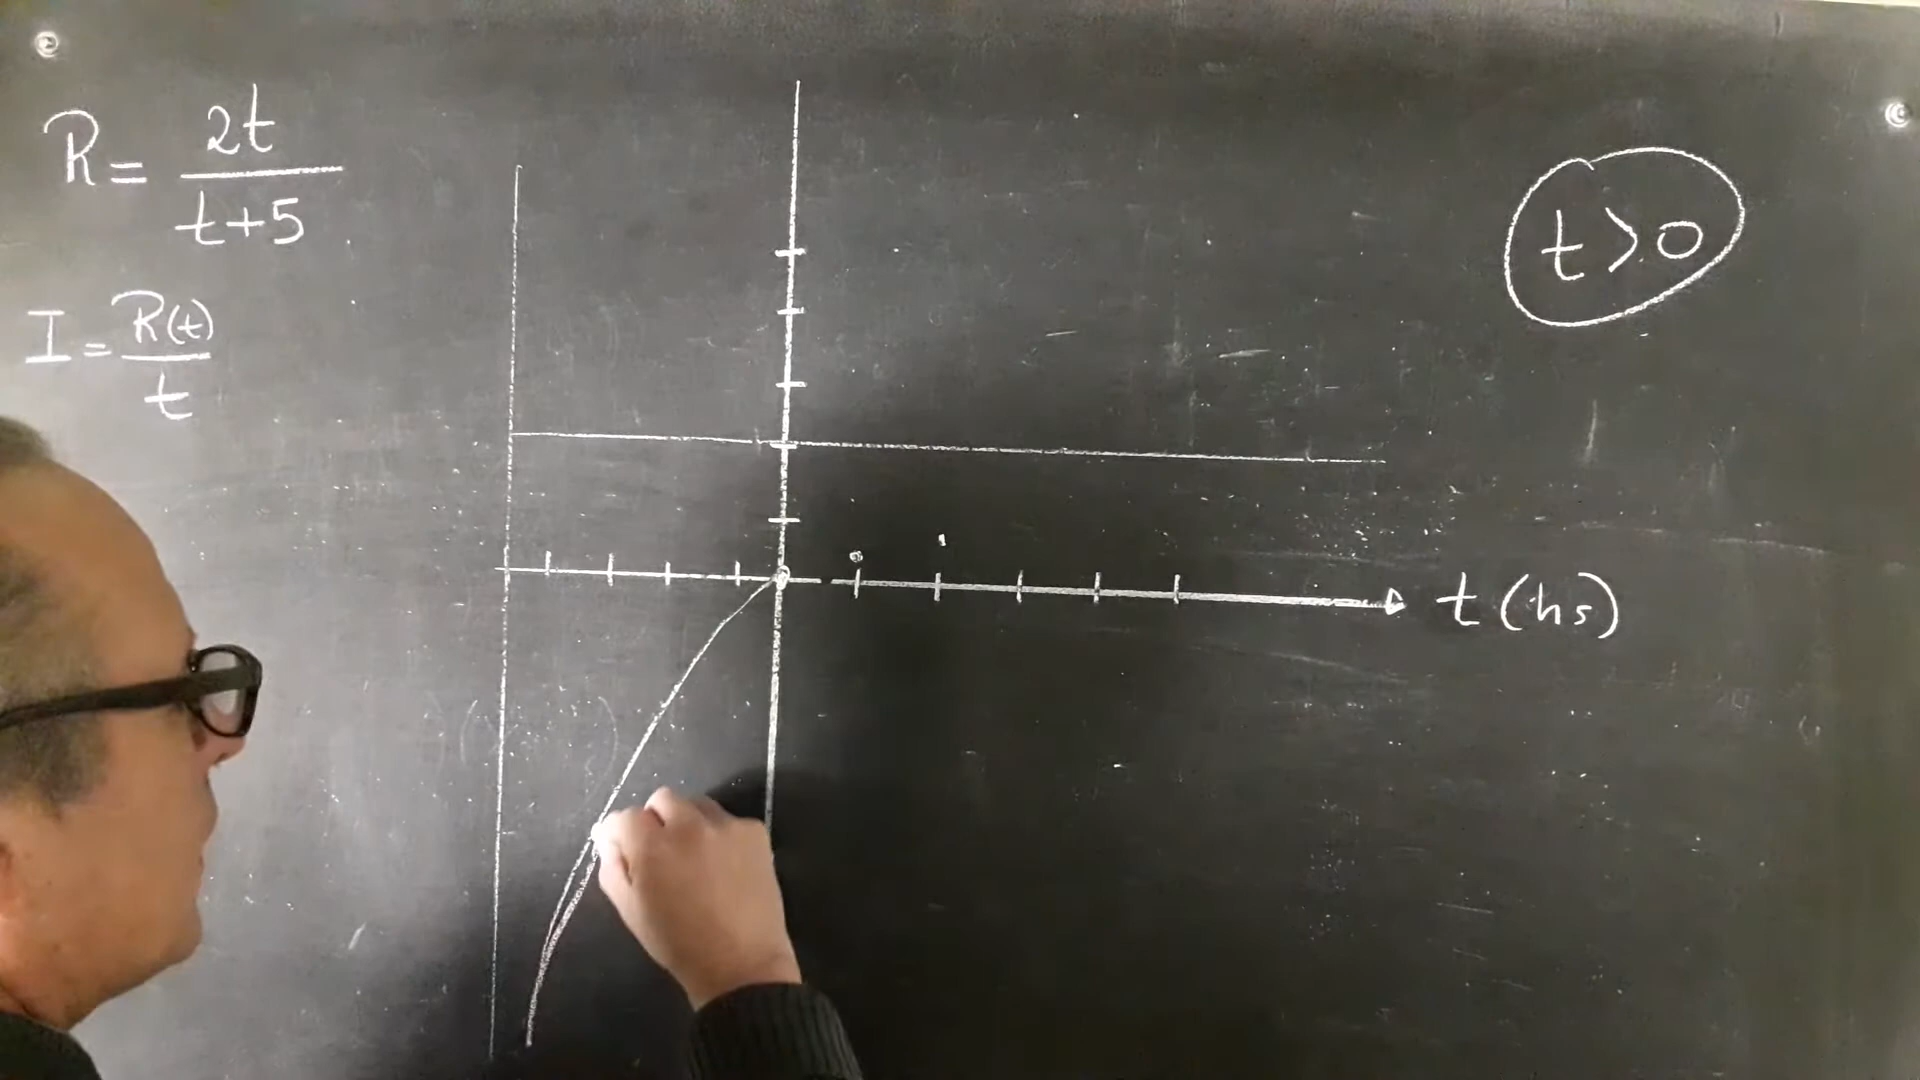 R = 2t / t+5
I = R(t) / t
t > 0
t (hs)